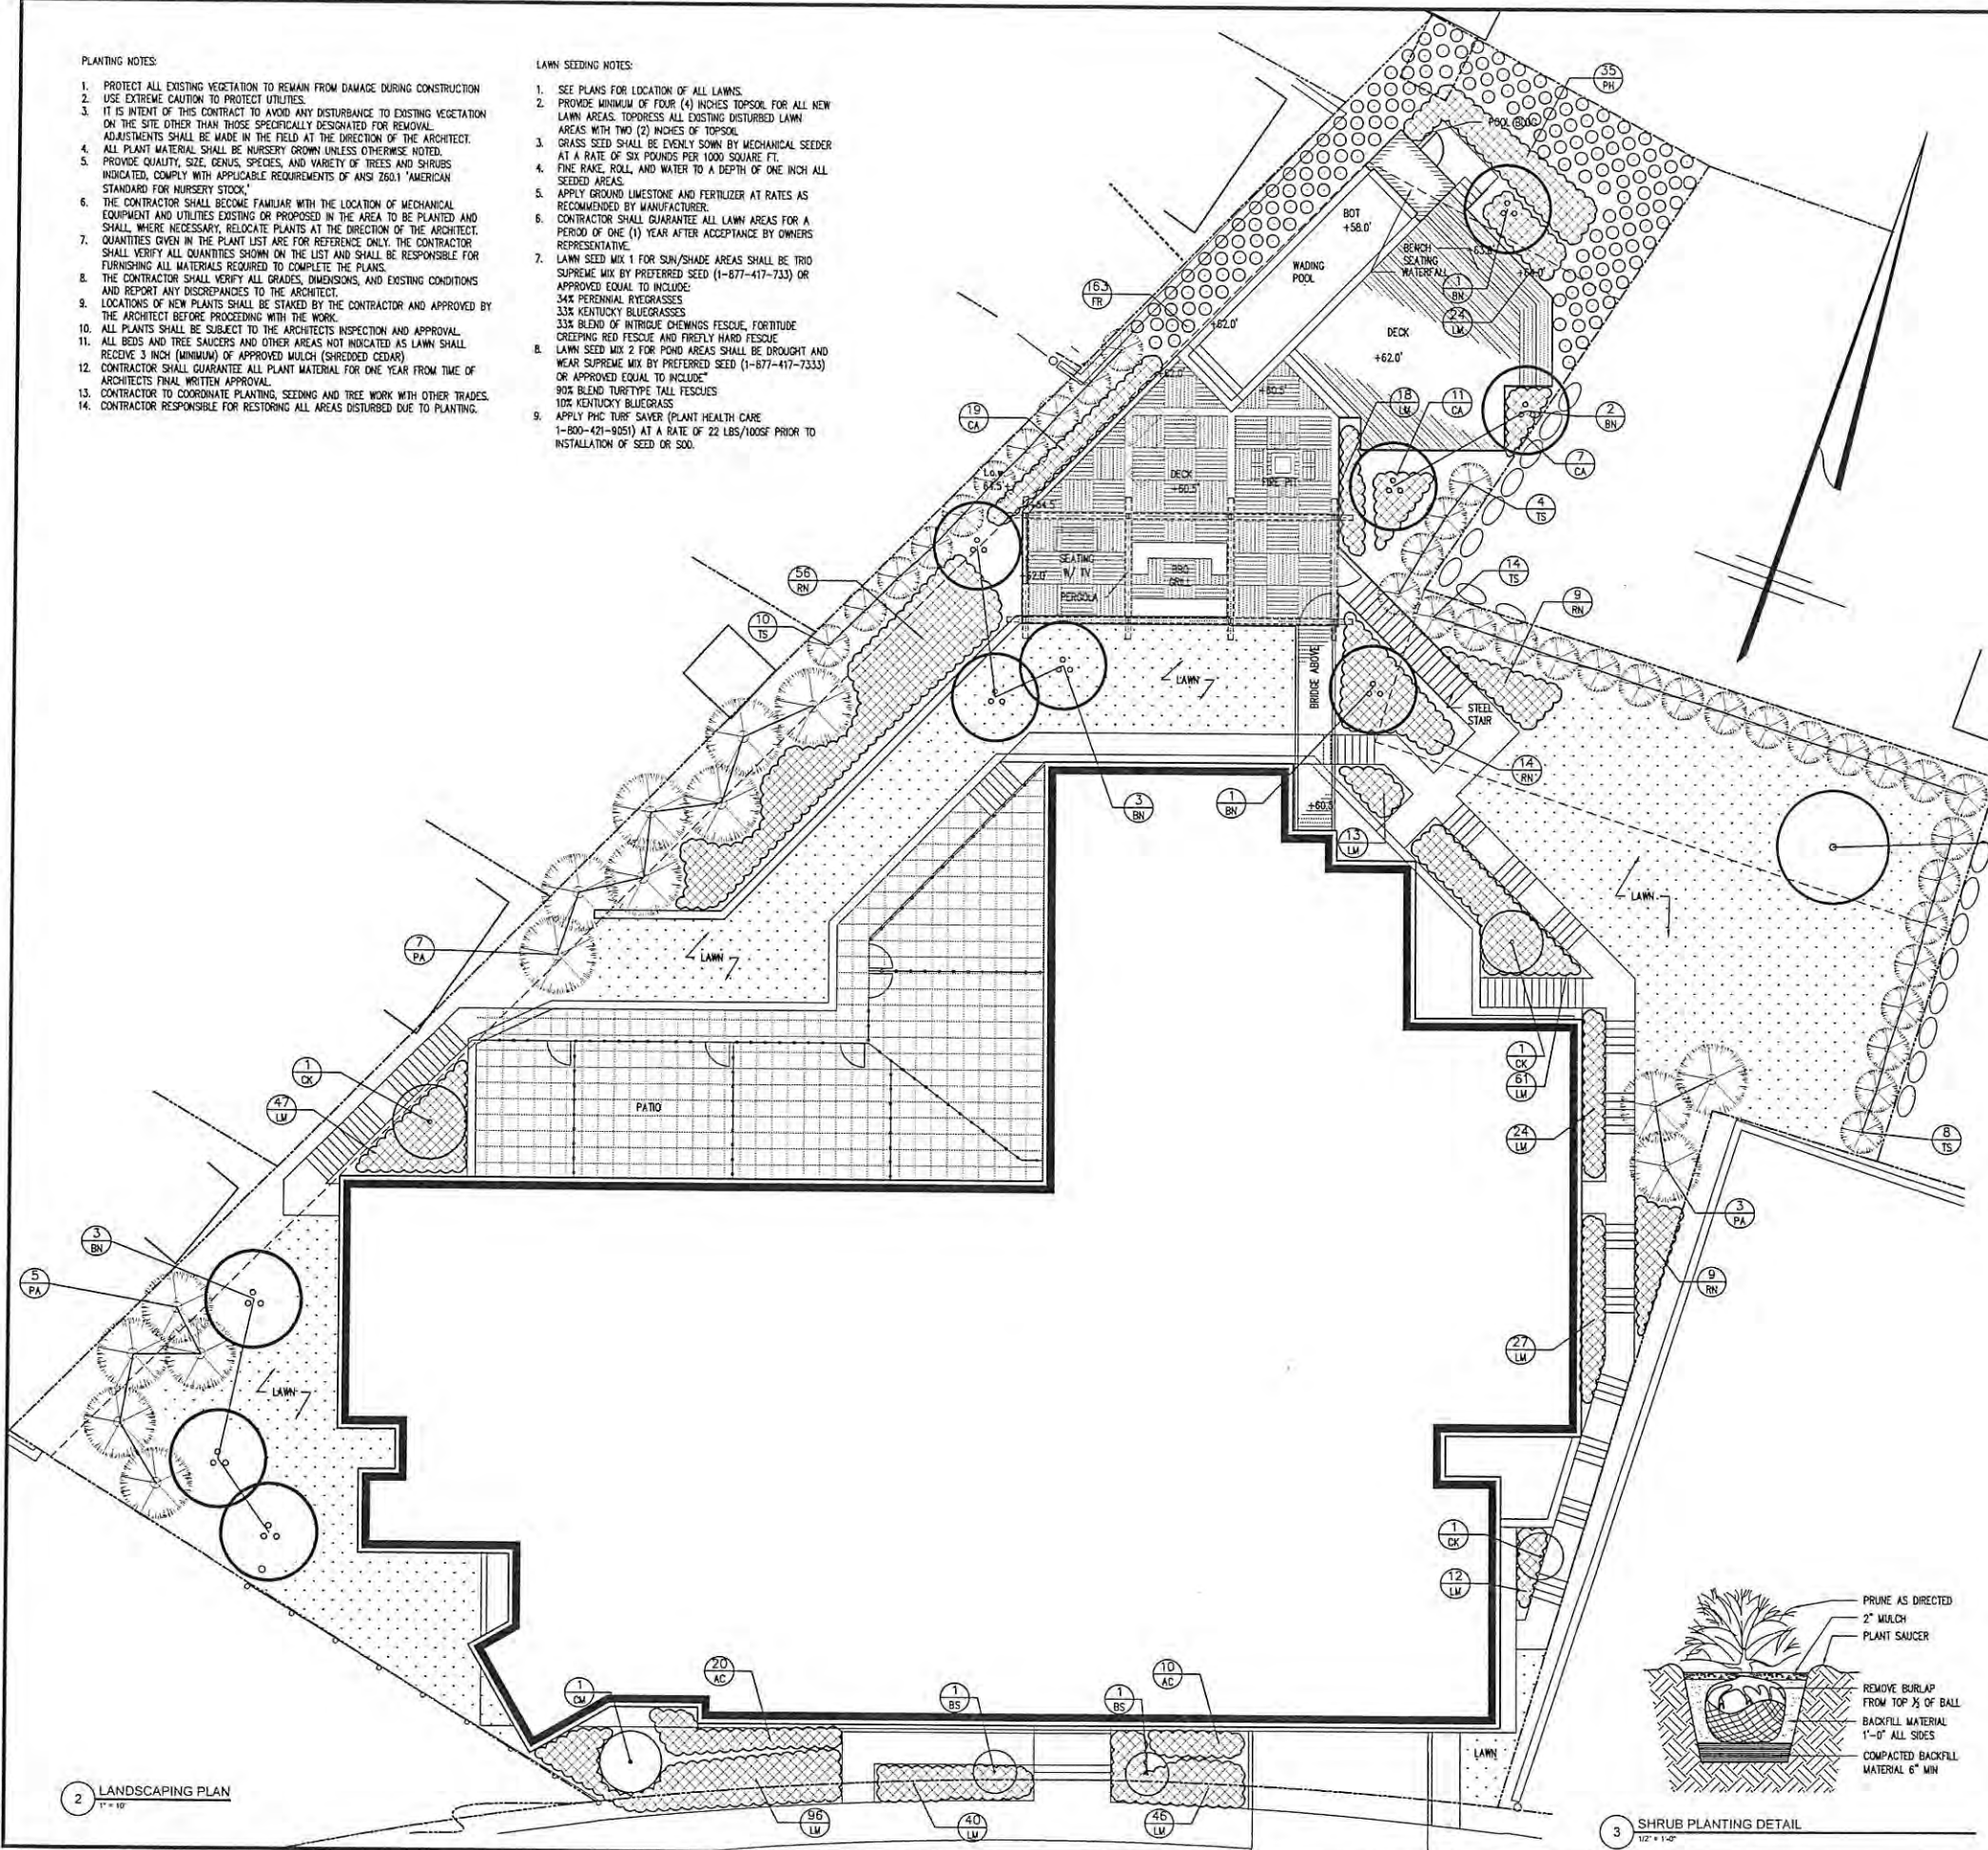 PLANTING NOTES:
1. PROTECT ALL EXISTING VEGETATION TO REMAIN FROM DAMAGE DURING CONSTRUCTION
2. USE EXTREME CAUTION TO PROTECT UTILITIES.
3. IT IS INTENT OF THIS CONTRACT TO AVOID ANY DISTURBANCE TO EXISTING VEGETATION
ON THE SITE OTHER THAN THOSE SPECIFICALLY DESIGNATED FOR REMOVAL.
ADJUSTMENTS SHALL BE MADE IN THE FIELD AT THE DIRECTION OF THE ARCHITECT.
4. ALL PLANT MATERIAL SHALL BE NURSERY GROWN UNLESS OTHERWISE NOTED.
5. PROVIDE QUALITY, SIZE, GENUS, SPECIES, AND VARIETY OF TREES AND SHRUBS
INDICATED, COMPLY WITH APPLICABLE REQUIREMENTS OF ANSI Z60.1 'AMERICAN
STANDARD FOR NURSERY STOCK,'
6. THE CONTRACTOR SHALL BECOME FAMILIAR WITH THE LOCATION OF MECHANICAL
EQUIPMENT AND UTILITIES EXISTING OR PROPOSED IN THE AREA TO BE PLANTED AND
SHALL, WHERE NECESSARY, RELOCATE PLANTS AT THE DIRECTION OF THE ARCHITECT.
7. QUANTITIES GIVEN IN THE PLANT LIST ARE FOR REFERENCE ONLY. THE CONTRACTOR
SHALL VERIFY ALL QUANTITIES SHOWN ON THE LIST AND SHALL BE RESPONSIBLE FOR
FURNISHING ALL MATERIALS REQUIRED TO COMPLETE THE PLANS.
8. THE CONTRACTOR SHALL VERIFY ALL GRADES, DIMENSIONS, AND EXISTING CONDITIONS
AND REPORT ANY DISCREPANCIES TO THE ARCHITECT.
9. LOCATIONS OF NEW PLANTS SHALL BE STAKED BY THE CONTRACTOR AND APPROVED BY
THE ARCHITECT BEFORE PROCEEDING WITH THE WORK.
10. ALL PLANTS SHALL BE SUBJECT TO THE ARCHITECTS INSPECTION AND APPROVAL.
11. ALL BEDS AND TREE SAUCERS AND OTHER AREAS NOT INDICATED AS LAWN SHALL
RECEIVE 3 INCH (MINIMUM) OF APPROVED MULCH (SHREDDED CEDAR)
12. CONTRACTOR SHALL GUARANTEE ALL PLANT MATERIAL FOR ONE YEAR FROM TIME OF
ARCHITECTS FINAL WRITTEN APPROVAL.
13. CONTRACTOR TO COORDINATE PLANTING, SEEDING AND TREE WORK WITH OTHER TRADES.
14. CONTRACTOR RESPONSIBLE FOR RESTORING ALL AREAS DISTURBED DUE TO PLANTING.
LAWN SEEDING NOTES:
1. SEE PLANS FOR LOCATION OF ALL LAWNS.
2. PROVIDE MINIMUM OF FOUR (4) INCHES TOPSOIL FOR ALL NEW
LAWN AREAS. TOPDRESS ALL EXISTING DISTURBED LAWN
AREAS WITH TWO (2) INCHES OF TOPSOIL
3. GRASS SEED SHALL BE EVENLY SOWN BY MECHANICAL SEEDER
AT A RATE OF SIX POUNDS PER 1000 SQUARE FT.
4. FINE RAKE, ROLL, AND WATER TO A DEPTH OF ONE INCH ALL
SEEDED AREAS.
5. APPLY GROUND LIMESTONE AND FERTILIZER AT RATES AS
RECOMMENDED BY MANUFACTURER.
6. CONTRACTOR SHALL GUARANTEE ALL LAWN AREAS FOR A
PERIOD OF ONE (1) YEAR AFTER ACCEPTANCE BY OWNERS
REPRESENTATIVE.
7. LAWN SEED MIX 1 FOR SUN/SHADE AREAS SHALL BE TRIO
SUPREME MIX BY PREFERRED SEED (1-877-417-733) OR
APPROVED EQUAL TO INCLUDE:
34% PERENNIAL RYEGRASSES
33% KENTUCKY BLUEGRASSES
33% BLEND OF INTRIGUE CHEWINGS FESCUE, FORTITUDE
CREEPING RED FESCUE AND FIREFLY HARD FESCUE
8. LAWN SEED MIX 2 FOR POND AREAS SHALL BE DROUGHT AND
WEAR SUPREME MIX BY PREFERRED SEED (1-877-417-7333)
OR APPROVED EQUAL TO INCLUDE"
90% BLEND TURFTYPE TALL FESCUES
10% KENTUCKY BLUEGRASS
9. APPLY PHC TURF SAVER (PLANT HEALTH CARE
1-800-421-9051) AT A RATE OF 22 LBS/100SF PRIOR TO
INSTALLATION OF SEED OR SOD.
35
PH
POOL BLDG
BOT
+58.0'
BENCH
SEATING
WATERFALL
+63.8'
+64.0'
WADING
POOL
163
FR
+62.0'
1
BN
24
LM
DECK
+62.0'
+62.0'
+60.5'
19
CA
18
LM
11
CA
2
BN
7
CA
DECK
+60.5'
FIRE PIT
4
TS
+64.5'
SEATING
W/ TV
BBQ
GRILL
PERGOLA
56
RN
10
TS
14
TS
9
RN
LAWN
BRIDGE ABOVE
STEEL
STAIR
14
RN
3
BN
1
BN
+60.5'
13
LM
LAWN
7
PA
LAWN
1
CK
47
LM
PATIO
1
CK
61
LM
24
LM
8
TS
3
PA
9
RN
3
BN
5
PA
27
LM
LAWN
1
CK
12
LM
PRUNE AS DIRECTED
2" MULCH
PLANT SAUCER
REMOVE BURLAP
FROM TOP ⅓ OF BALL
BACKFILL MATERIAL
1'-0" ALL SIDES
COMPACTED BACKFILL
MATERIAL 6" MIN
20
AC
1
CM
1
BS
1
BS
10
AC
LAWN
96
LM
40
LM
46
LM
2 LANDSCAPING PLAN
1" = 10'
3 SHRUB PLANTING DETAIL
1/2" = 1'-0"